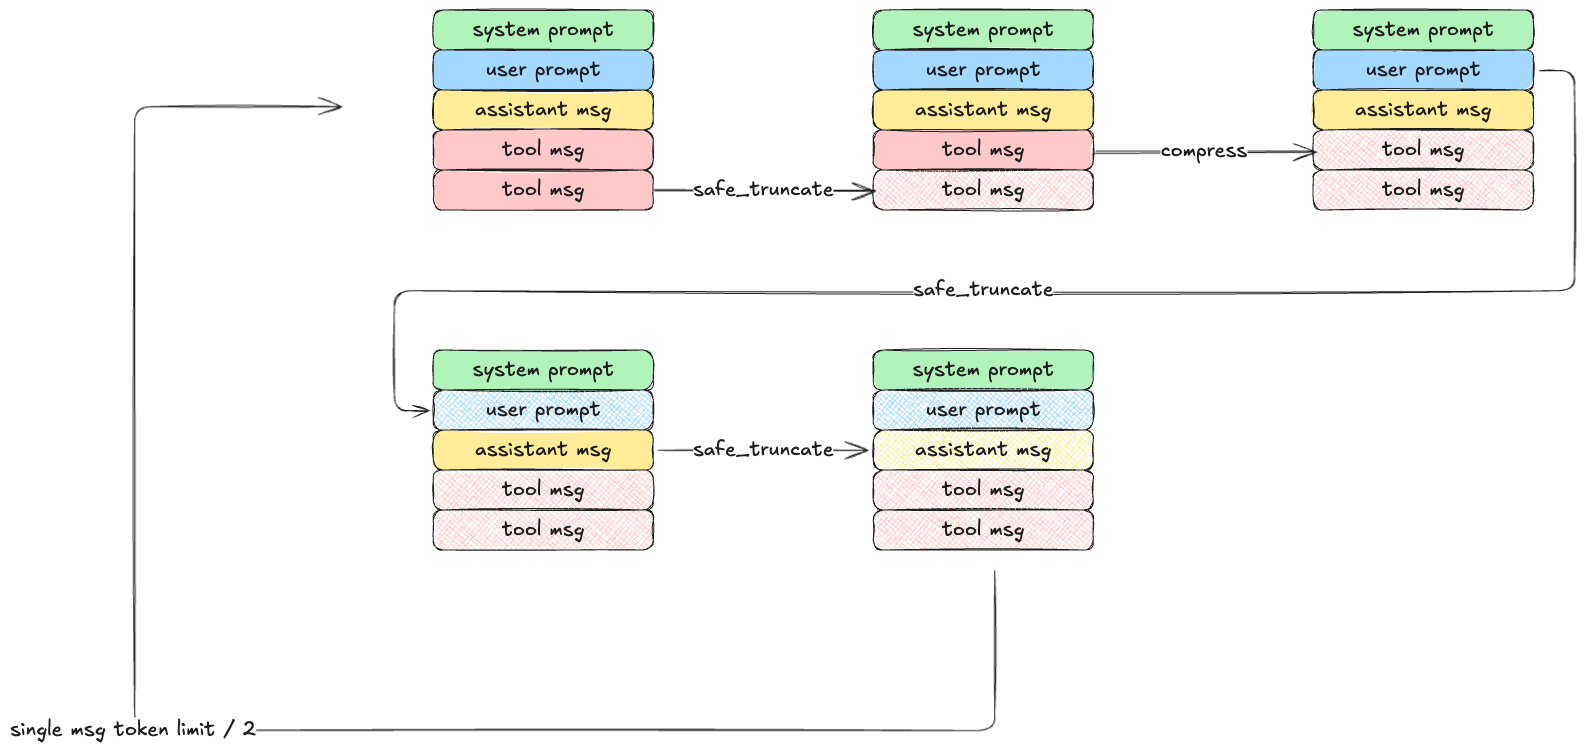 system prompt
user prompt
assistant msg
tool msg
tool msg
safe_truncate
system prompt
user prompt
assistant msg
tool msg
tool msg
compress
system prompt
user prompt
assistant msg
tool msg
tool msg
safe_truncate
system prompt
user prompt
assistant msg
tool msg
tool msg
safe_truncate
system prompt
user prompt
assistant msg
tool msg
tool msg
single msg token limit / 2